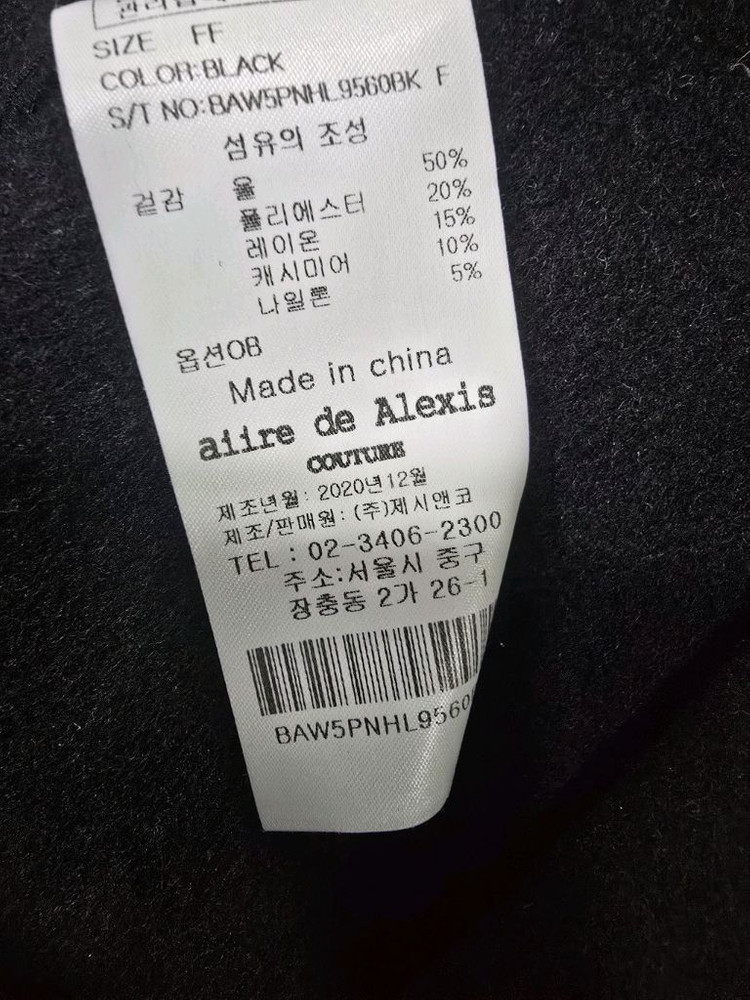 SIZE FF
COLOR:BLACK
S/T NO:BAW5PNHL9560BK F
섬유의 조성
겉감 울 50%
폴리에스터 20%
레이온 15%
캐시미어 10%
나일론 5%
옵션OB
Made in china
aiire de Alexis
COUTURE
제조년월: 2020년12월
제조/판매원: (주)제시앤코
TEL : 02-3406-2300
주소:서울시 중구
장충동 2가 26-1
BAW5PNHL9560